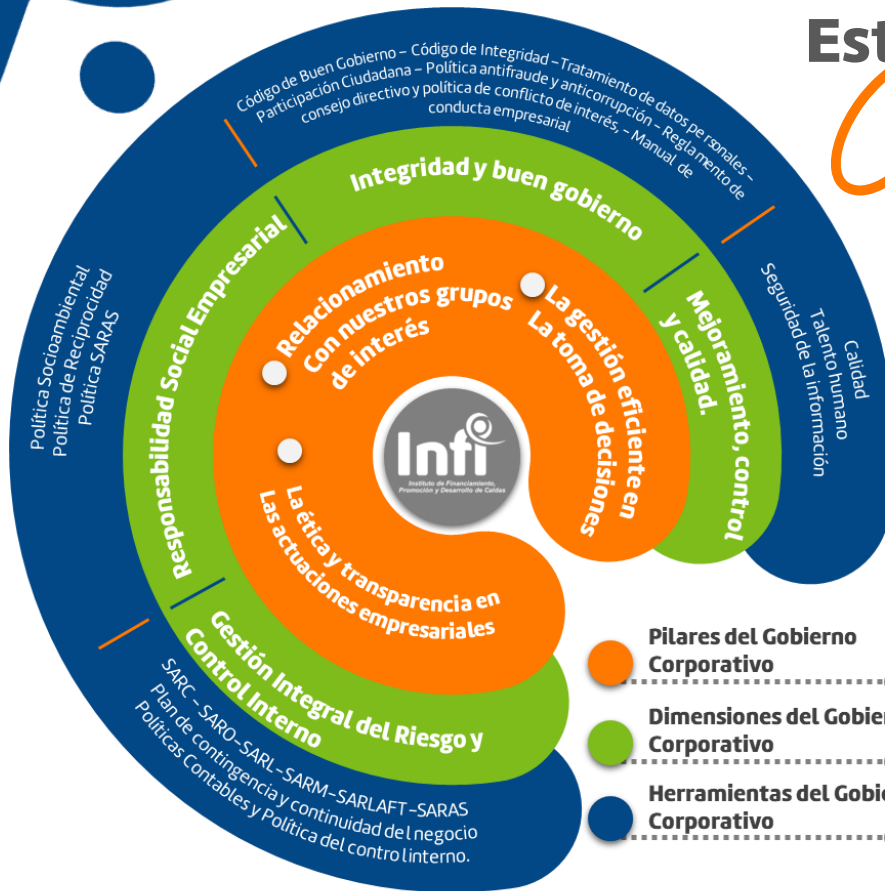 Est
Código de Buen Gobierno – Código de Integridad –Tratamiento de datos personales –
Participación Ciudadana – Política antifraude y anticorrupción – Reglamento de
consejo directivo y política de conflicto de interés, – Manual de
conducta empresarial
Integridad y buen gobierno
Responsabilidad Social Empresarial
Mejoramiento, control
y calidad.
Relacionamiento
Con nuestros grupos
de interés
La gestión eficiente en
La toma de decisiones
Política Socioambiental
Política de Reciprocidad
Política SARAS
Calidad
Talento humano
Seguridad de la información
Infi
Instituto de Financiamiento,
Promoción y Desarrollo de Caldas
La ética y transparencia en
Las actuaciones empresariales
Gestión Integral del Riesgo y
Control Interno
SARC – SARO–SARL–SARM–SARLAFT–SARAS
Plan de contingencia y continuidad del negocio
Políticas Contables y Política del control interno.
Pilares del Gobierno
Corporativo
Dimensiones del Gobier
Corporativo
Herramientas del Gobie
Corporativo